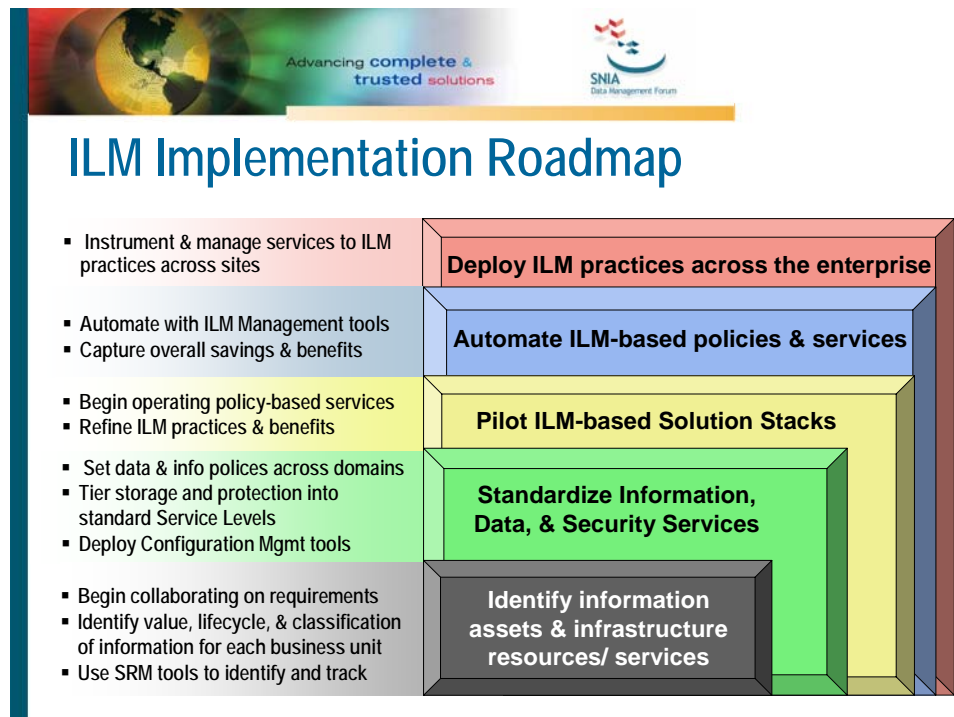 Advancing complete &
trusted solutions
SNIA
Data Management Forum
ILM Implementation Roadmap
▪ Instrument & manage services to ILM
practices across sites
Deploy ILM practices across the enterprise
▪ Automate with ILM Management tools
▪ Capture overall savings & benefits
Automate ILM-based policies & services
▪ Begin operating policy-based services
▪ Refine ILM practices & benefits
Pilot ILM-based Solution Stacks
▪ Set data & info polices across domains
▪ Tier storage and protection into
standard Service Levels
▪ Deploy Configuration Mgmt tools
Standardize Information,
Data, & Security Services
▪ Begin collaborating on requirements
▪ Identify value, lifecycle, & classification
of information for each business unit
▪ Use SRM tools to identify and track
Identify information
assets & infrastructure
resources/ services